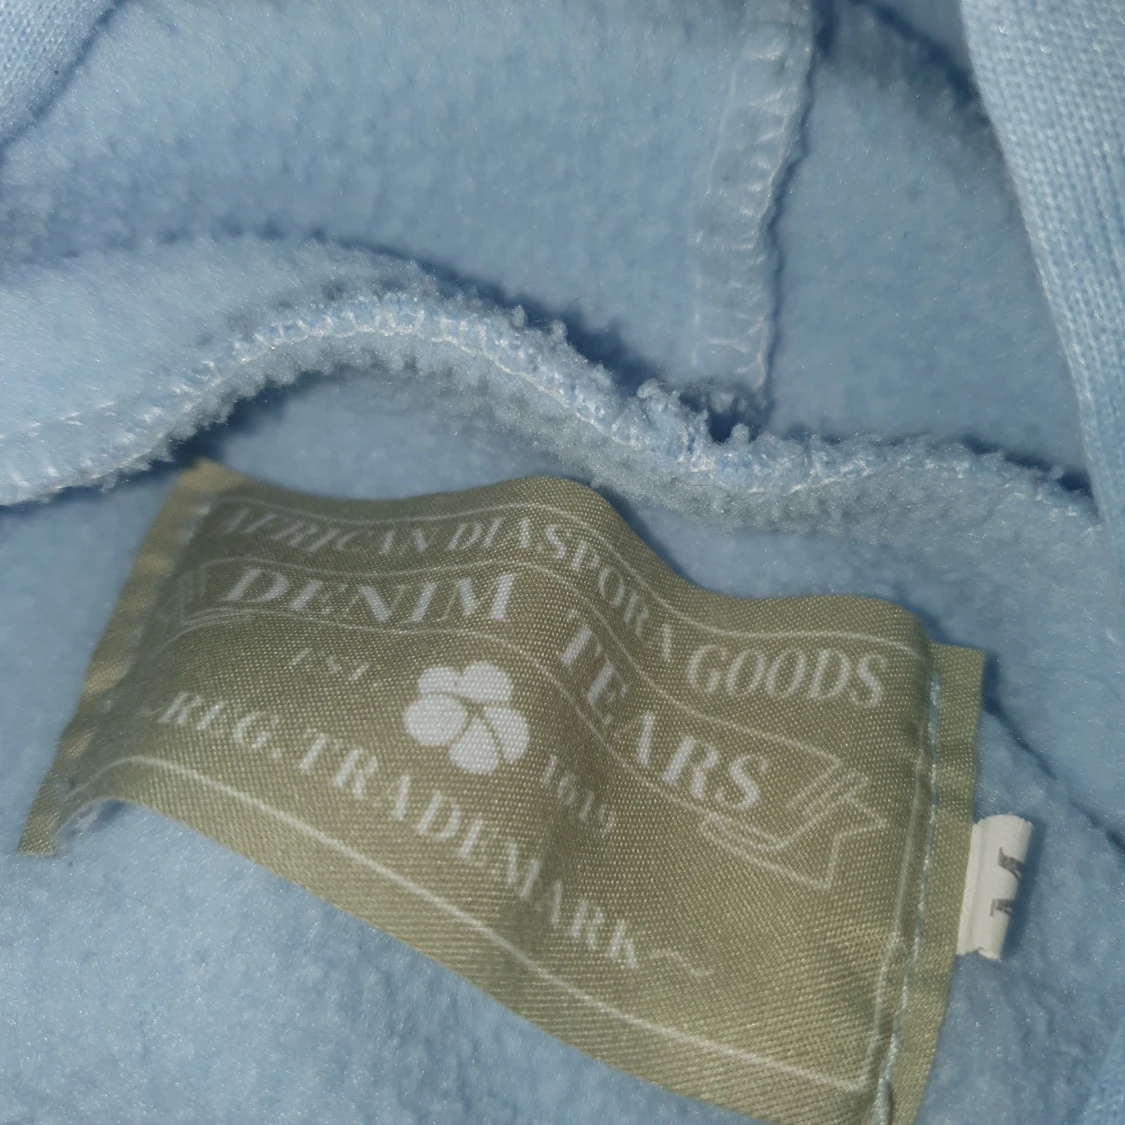 AFRICAN DIASPORA GOODS
DENIM TEARS
EST. 1619
REG. TRADEMARK
M